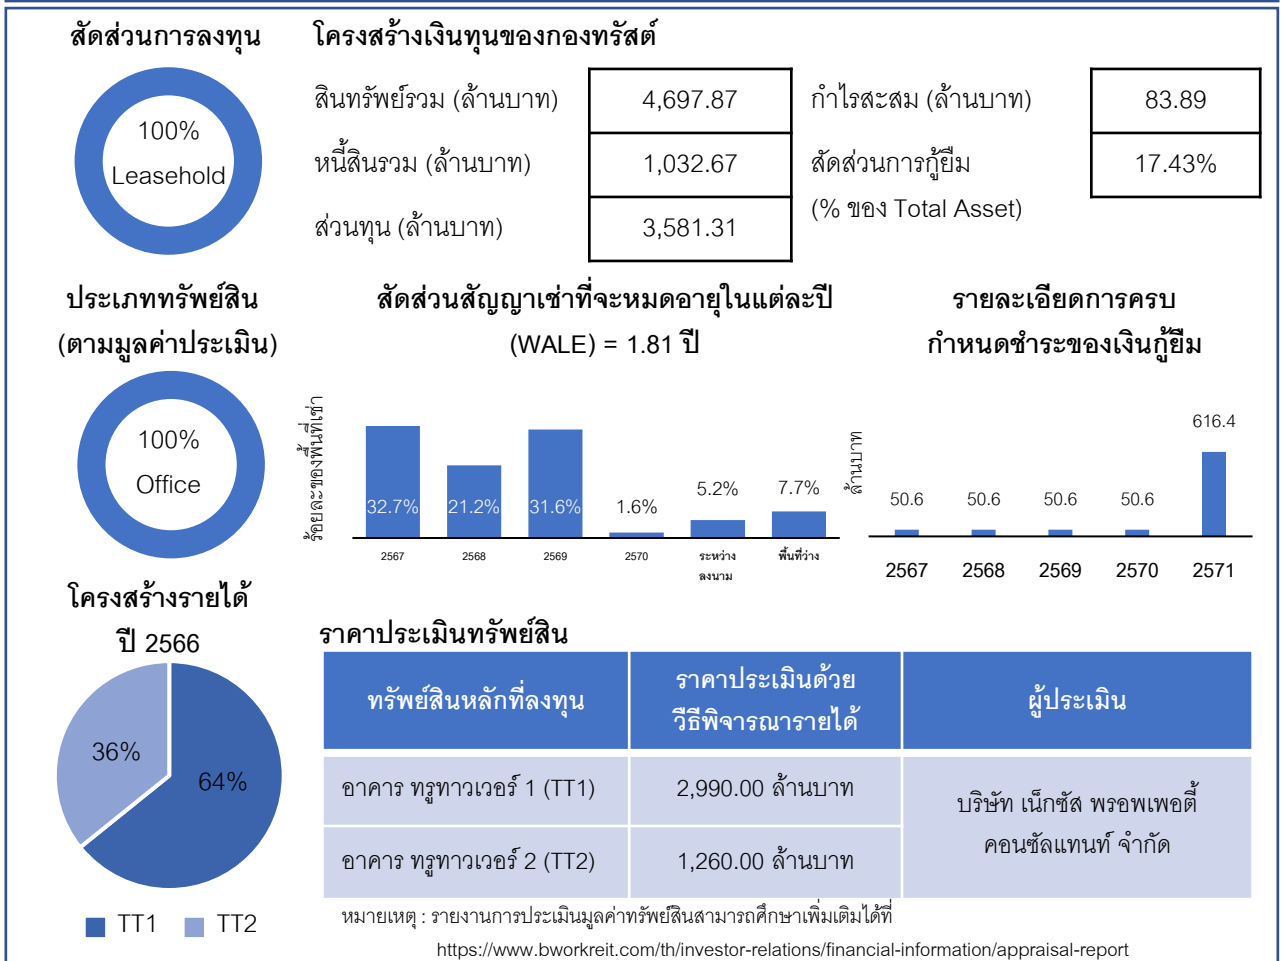 สัดส่วนการลงทุน
100%
Leasehold
โครงสร้างเงินทุนของกองทรัสต์
สินทรัพย์รวม (ล้านบาท) 4,697.87
หนี้สินรวม (ล้านบาท) 1,032.67
ส่วนทุน (ล้านบาท) 3,581.31
กำไรสะสม (ล้านบาท) 83.89
สัดส่วนการกู้ยืม 17.43%
(% ของ Total Asset)
ประเภททรัพย์สิน
(ตามมูลค่าประเมิน)
100%
Office
สัดส่วนสัญญาเช่าที่จะหมดอายุในแต่ละปี
(WALE) = 1.81 ปี
ร้อยละของพื้นที่เช่า
32.7% 21.2% 31.6% 1.6% 5.2% 7.7%
2567 2568 2569 2570 ระหว่าง พื้นที่ว่าง
ลงนาม
รายละเอียดการครบ
กำหนดชำระของเงินกู้ยืม
ล้านบาท
50.6 50.6 50.6 50.6 616.4
2567 2568 2569 2570 2571
โครงสร้างรายได้
ปี 2566
36%
64%
TT1 TT2
ราคาประเมินทรัพย์สิน
ทรัพย์สินหลักที่ลงทุน
ราคาประเมินด้วย
วิธีพิจารณารายได้
ผู้ประเมิน
อาคาร ทรูทาวเวอร์ 1 (TT1) 2,990.00 ล้านบาท
อาคาร ทรูทาวเวอร์ 2 (TT2) 1,260.00 ล้านบาท
บริษัท เน็กซัส พรอพเพอตี้
คอนซัลแทนท์ จำกัด
หมายเหตุ : รายงานการประเมินมูลค่าทรัพย์สินสามารถศึกษาเพิ่มเติมได้ที่
https://www.bworkreit.com/th/investor-relations/financial-information/appraisal-report